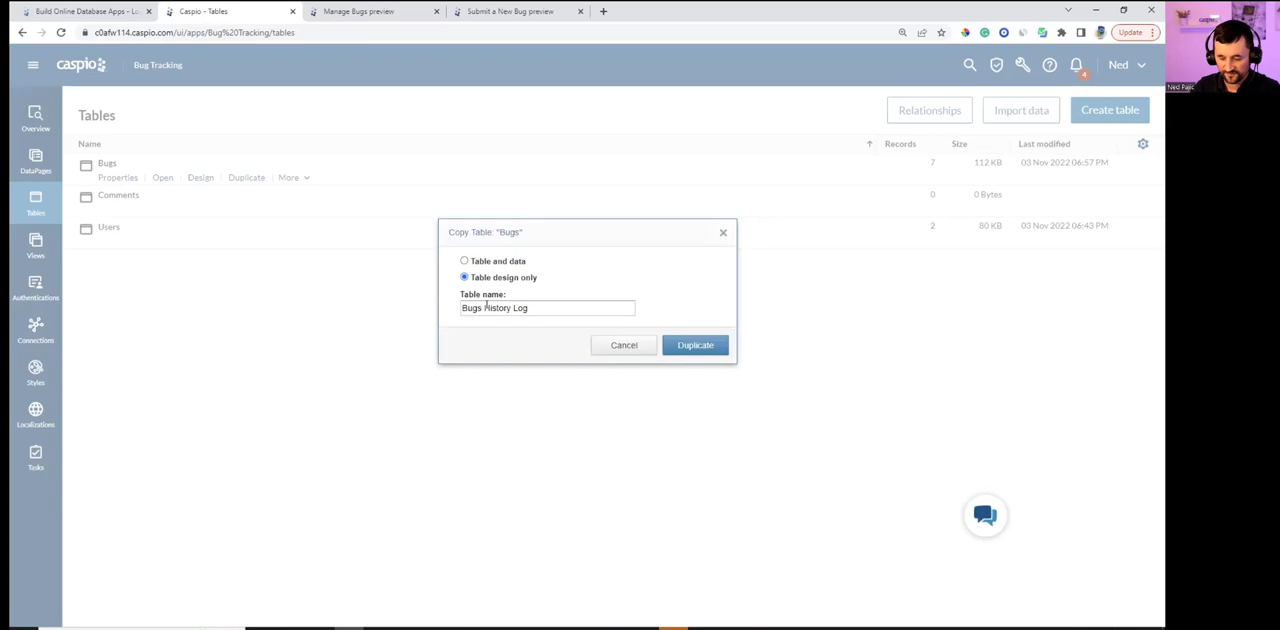 Build Online Database Apps - Lo
Caspio - Tables
Manage Bugs preview
Submit a New Bug preview
c0afw114.caspio.com/ui/apps/Bug%20Tracking/tables
Update
caspio
Bug Tracking
4
Ned
Ned Pajic
Overview
DataPages
Tables
Views
Authentications
Connections
Styles
Localizations
Tasks
Tables
Relationships
Import data
Create table
Name
Records
Size
Last modified
Bugs
7
112 KB
03 Nov 2022 06:57 PM
Properties Open Design Duplicate More
Comments
0
0 Bytes
Users
2
80 KB
03 Nov 2022 06:43 PM
Copy Table: "Bugs"
Table and data
Table design only
Table name:
Bugs History Log
Cancel
Duplicate